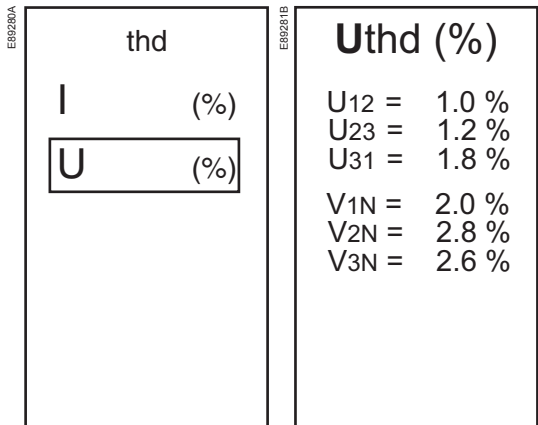 E89280A
thd
I (%)
U (%)
E89281B
Uthd (%)
U12 = 1.0 %
U23 = 1.2 %
U31 = 1.8 %
V1N = 2.0 %
V2N = 2.8 %
V3N = 2.6 %